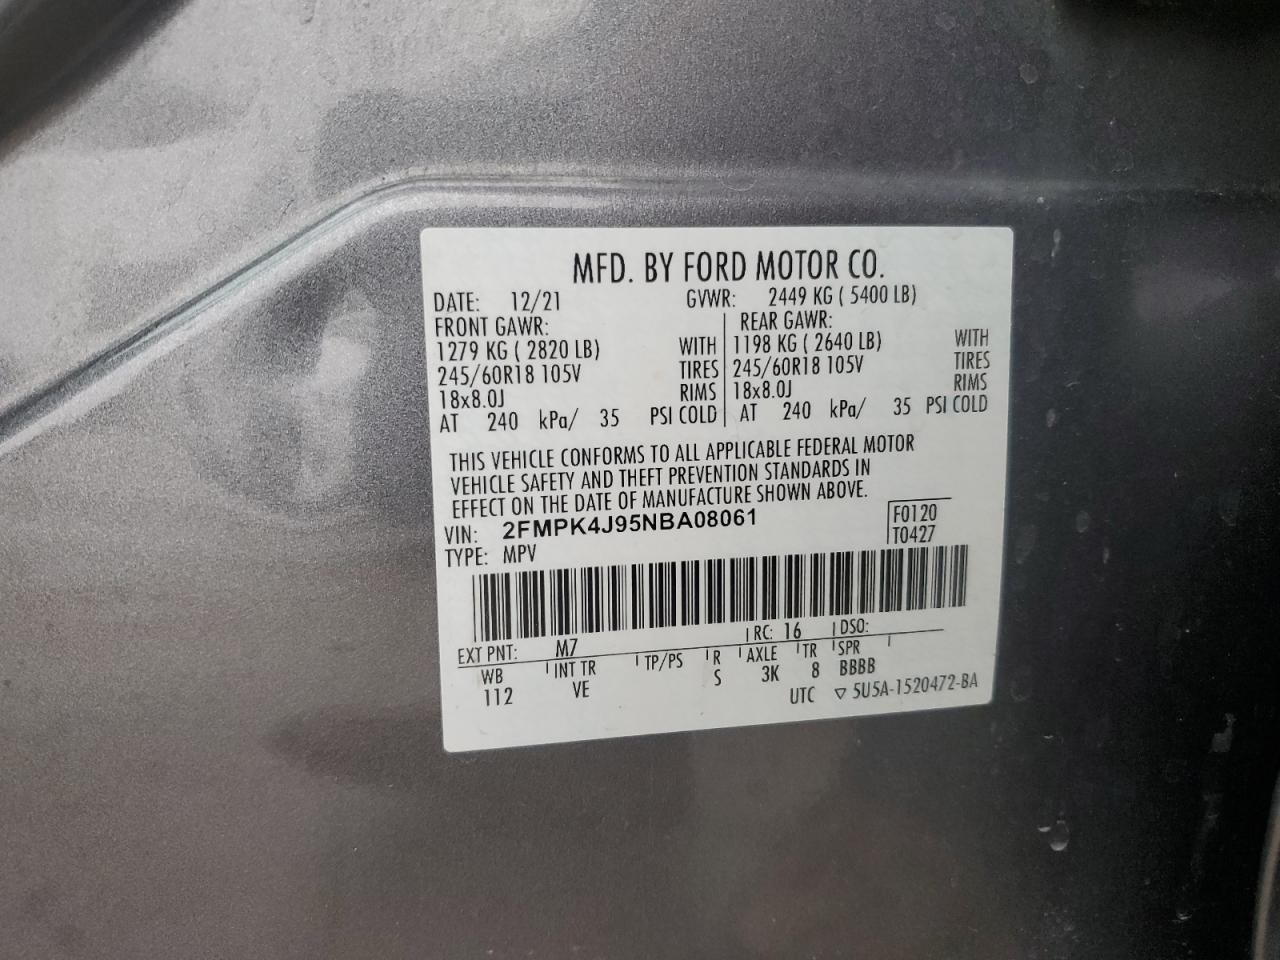 MFD. BY FORD MOTOR CO.
DATE: 12/21 GVWR: 2449 KG ( 5400 LB)
FRONT GAWR: REAR GAWR:
1279 KG ( 2820 LB) WITH 1198 KG ( 2640 LB) WITH
245/60R18 105V TIRES 245/60R18 105V TIRES
18x8.0J RIMS 18x8.0J RIMS
AT 240 kPa/ 35 PSI COLD AT 240 kPa/ 35 PSI COLD
THIS VEHICLE CONFORMS TO ALL APPLICABLE FEDERAL MOTOR
VEHICLE SAFETY AND THEFT PREVENTION STANDARDS IN
EFFECT ON THE DATE OF MANUFACTURE SHOWN ABOVE.
VIN: 2FMPK4J95NBA08061 F0120
TYPE: MPV T0427
EXT PNT: M7 RC: 16 DSO:
WB INT TR TP/PS R AXLE TR SPR
112 VE S 3K 8 BBBB
UTC ▽ 5U5A-1520472-BA